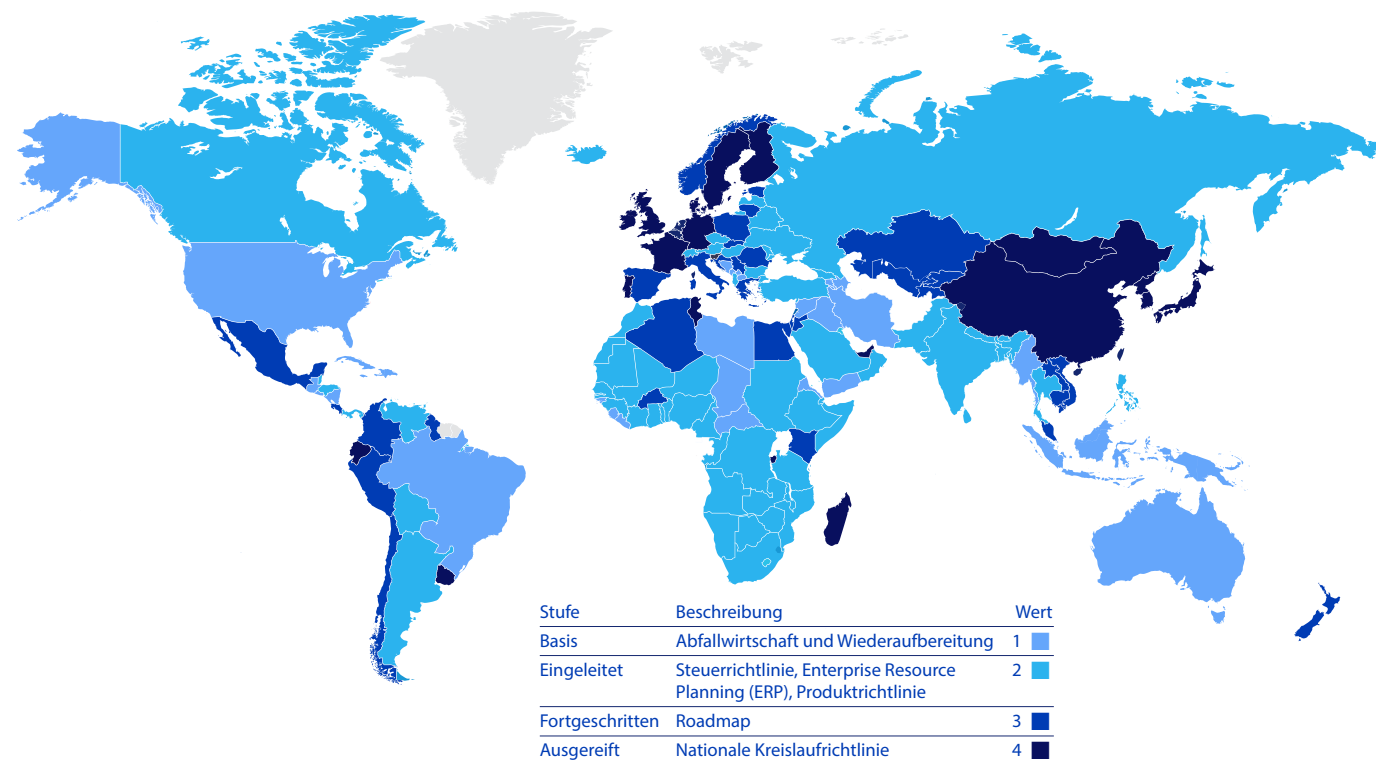 Stufe Beschreibung Wert
Basis Abfallwirtschaft und Wiederaufbereitung 1
Eingeleitet Steuerrichtlinie, Enterprise Resource 2
Planning (ERP), Produktrichtlinie
Fortgeschritten Roadmap 3
Ausgereift Nationale Kreislaufrichtlinie 4